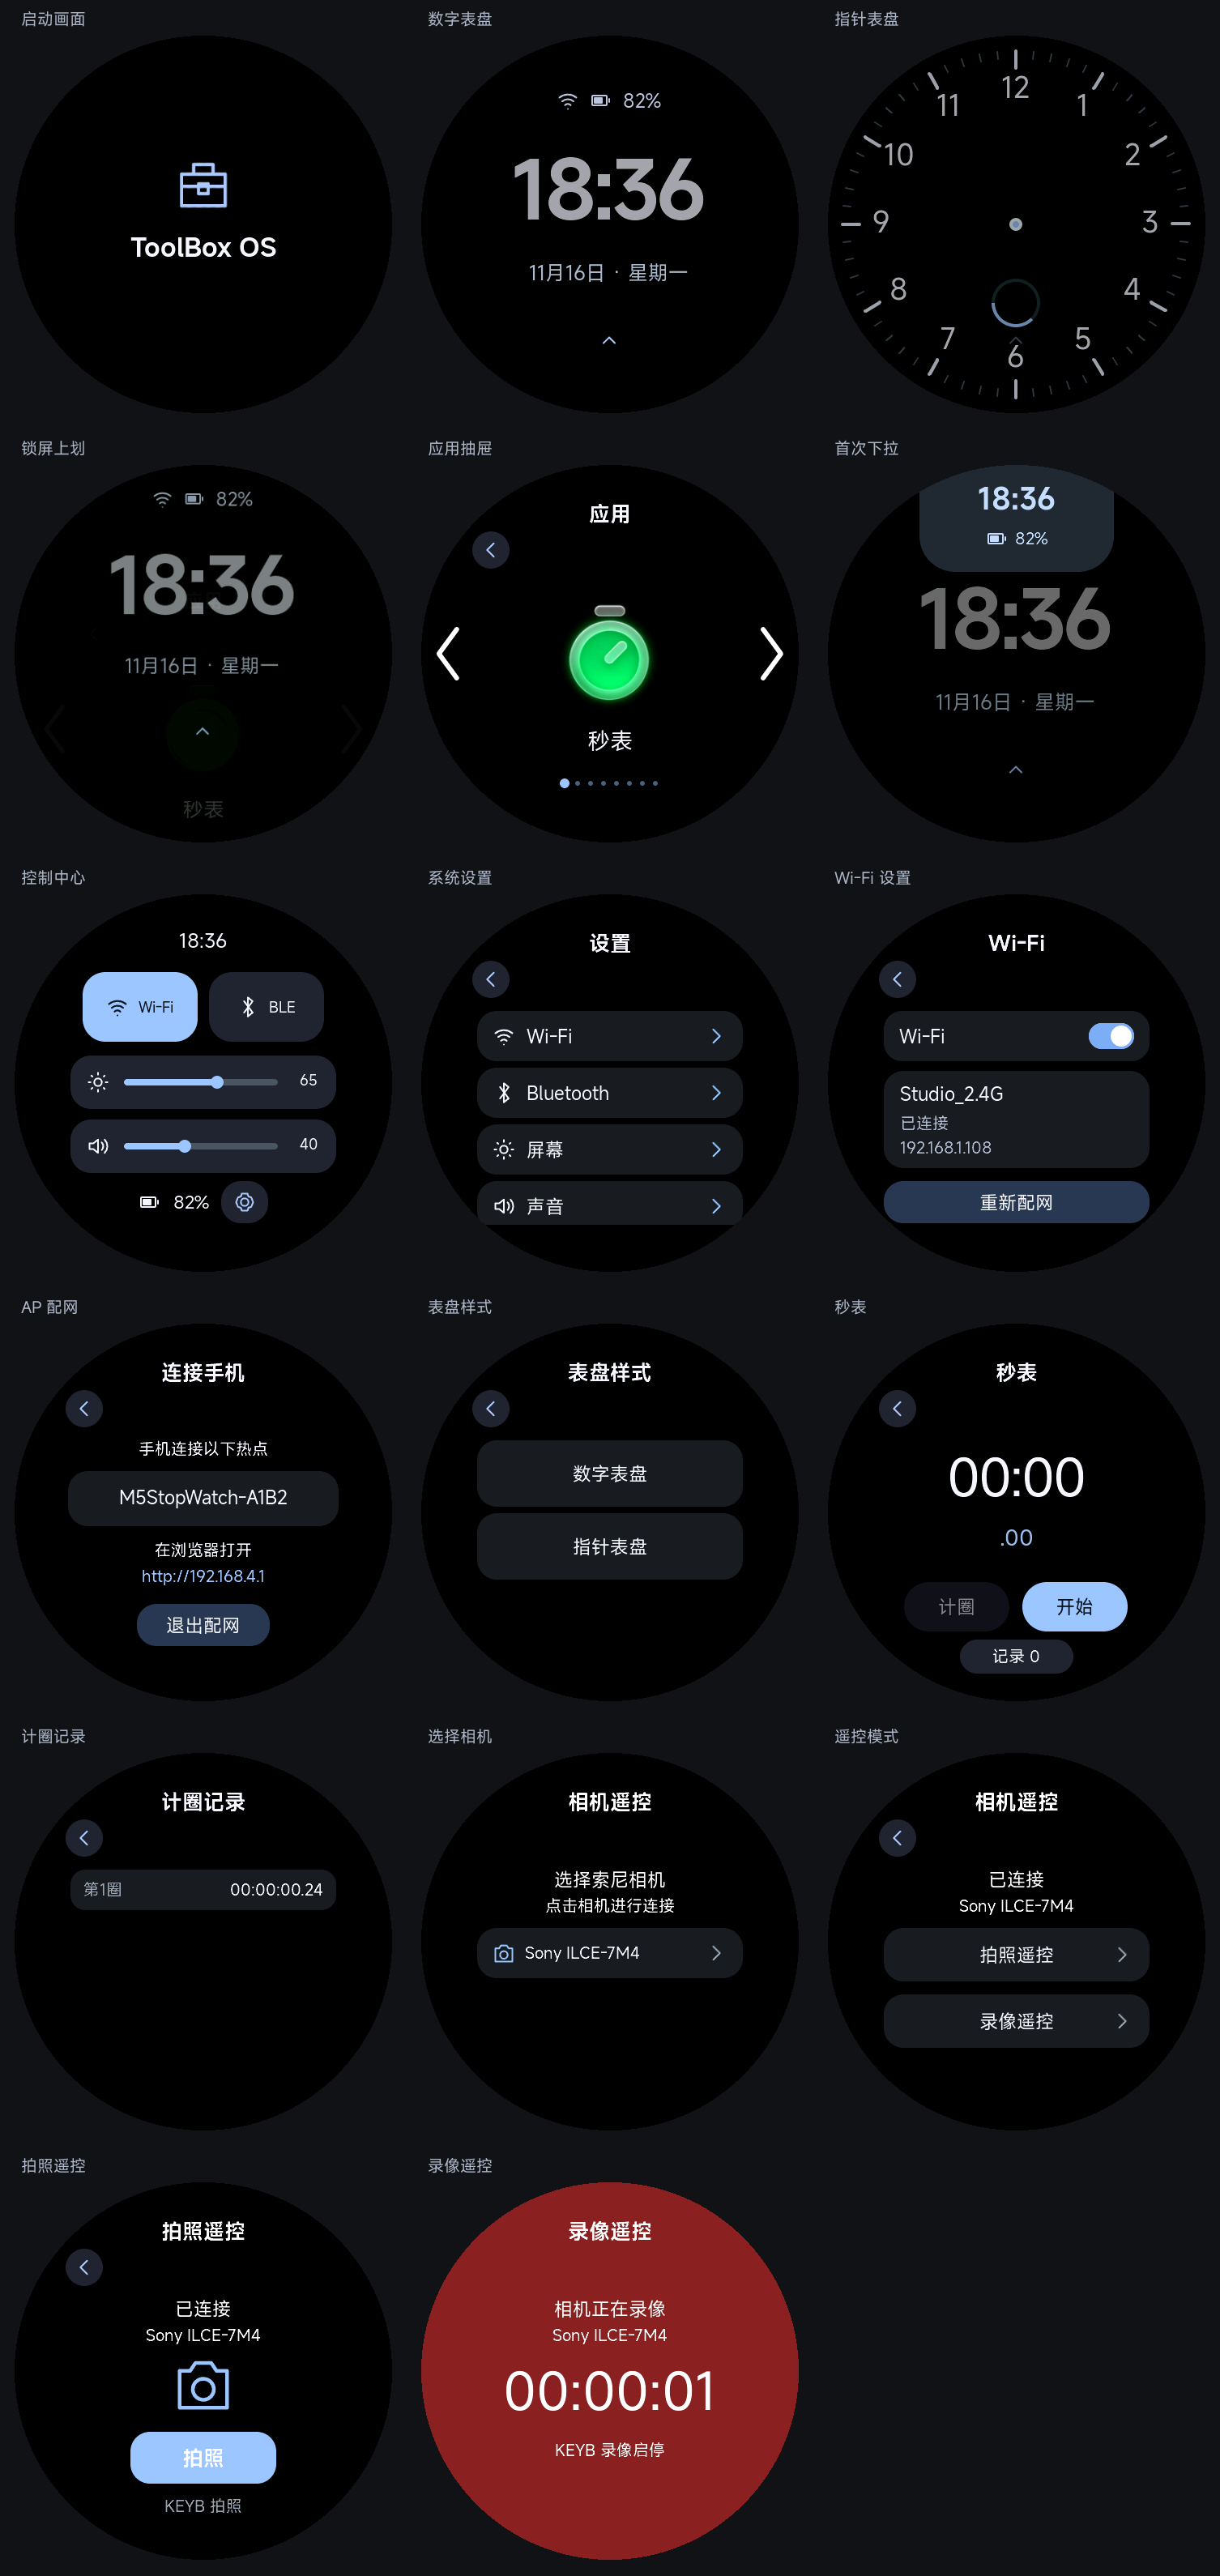 启动画面
数字表盘
指针表盘
ToolBox OS
82%
18:36
11月16日 · 星期一
12
1
2
3
4
5
6
7
8
9
10
11
锁屏上划
应用抽屉
首次下拉
82%
18:36
11月16日 · 星期一
秒表
应用
秒表
18:36
82%
18:36
11月16日 · 星期一
控制中心
系统设置
Wi-Fi 设置
18:36
Wi-Fi
BLE
65
40
82%
设置
Wi-Fi
Bluetooth
屏幕
声音
Wi-Fi
Wi-Fi
Studio_2.4G
已连接
192.168.1.108
重新配网
AP 配网
表盘样式
秒表
连接手机
手机连接以下热点
M5StopWatch-A1B2
在浏览器打开
http://192.168.4.1
退出配网
表盘样式
数字表盘
指针表盘
秒表
00:00
.00
计圈
开始
记录 0
计圈记录
选择相机
遥控模式
计圈记录
第1圈 00:00:00.24
相机遥控
选择索尼相机
点击相机进行连接
Sony ILCE-7M4
相机遥控
已连接
Sony ILCE-7M4
拍照遥控
录像遥控
拍照遥控
录像遥控
拍照遥控
已连接
Sony ILCE-7M4
拍照
KEYB 拍照
录像遥控
相机正在录像
Sony ILCE-7M4
00:00:01
KEYB 录像启停